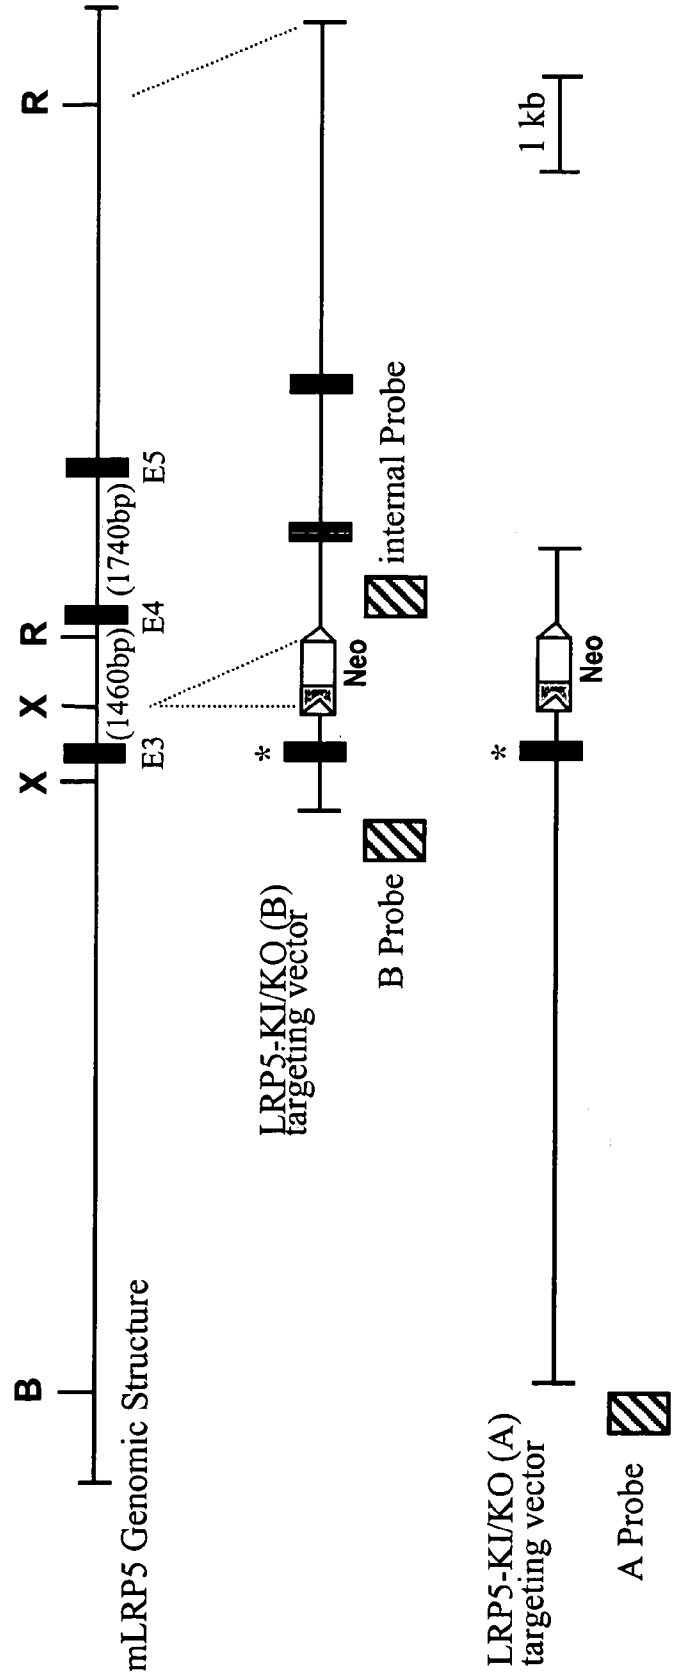 B
X
X
R
R
E3
(1460bp)
E4
(1740bp)
E5
mLRP5 Genomic Structure
LRP5-KI/KO (B)
targeting vector
*
Neo
B Probe
internal Probe
LRP5-KI/KO (A)
targeting vector
*
Neo
1 kb
A Probe